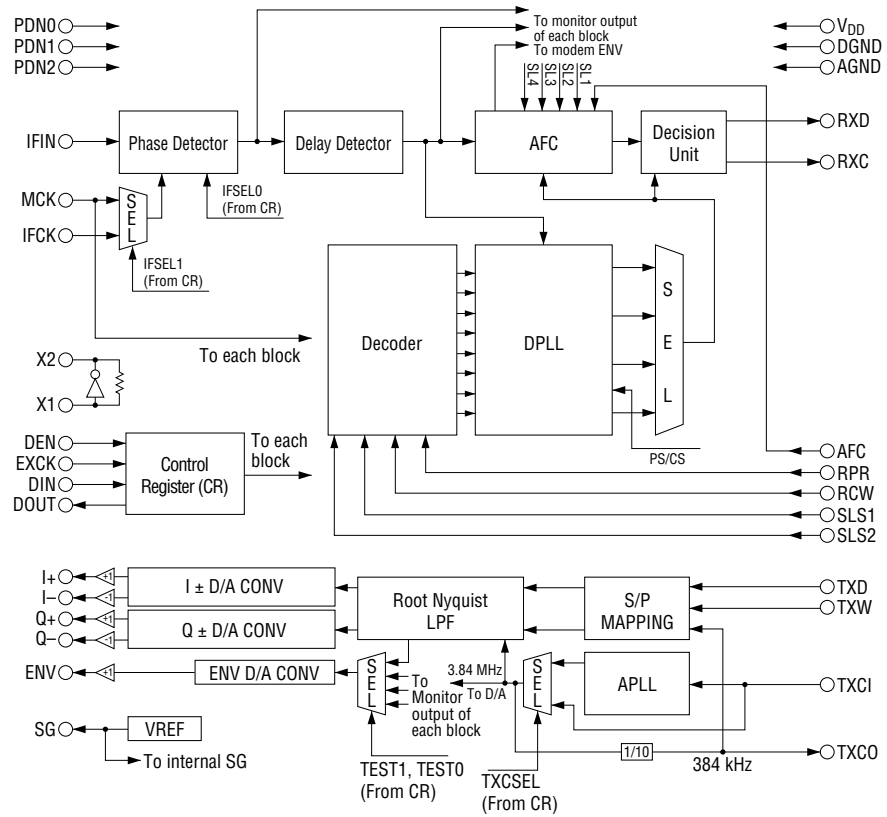 PDN0
PDN1
PDN2
To monitor output
of each block
To modem ENV
SL4
SL3
SL2
SL1
VDD
DGND
AGND
IFIN
Phase Detector
Delay Detector
AFC
Decision
Unit
RXD
RXC
MCK
IFCK
SEL
IFSEL0
(From CR)
IFSEL1
(From CR)
To each block
Decoder
DPLL
SEL
PS/CS
X2
X1
DEN
EXCK
DIN
DOUT
Control
Register (CR)
To each
block
AFC
RPR
RCW
SLS1
SLS2
I+
I–
Q+
Q–
+1
-1
+1
-1
I ± D/A CONV
Q ± D/A CONV
Root Nyquist
LPF
S/P
MAPPING
TXD
TXW
ENV
+1
ENV D/A CONV
SEL
To
Monitor
output of
each block
3.84 MHz
To D/A
SEL
APLL
TXCI
SG
VREF
To internal SG
TEST1, TEST0
(From CR)
TXCSEL
(From CR)
1/10
384 kHz
TXCO